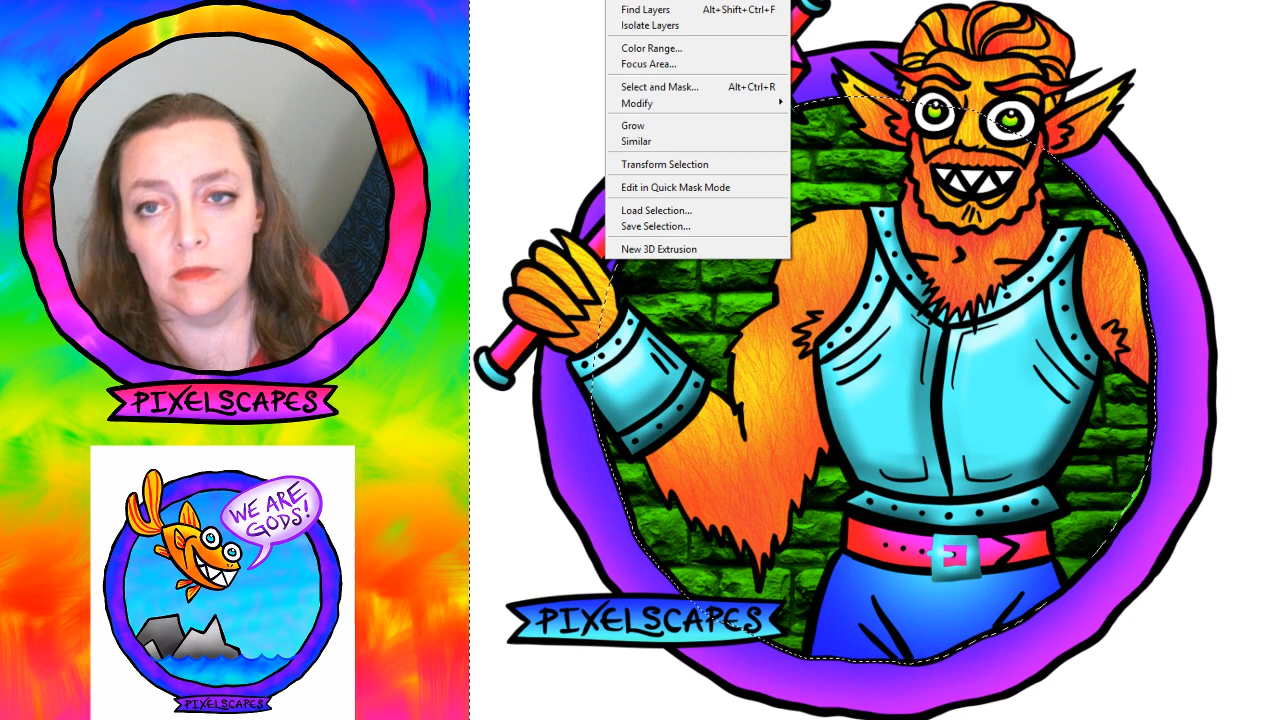 PIXELSCAPES
WE ARE
GODS!
PIXELSCAPES
Find Layers Alt+Shift+Ctrl+F
Isolate Layers
Color Range...
Focus Area...
Select and Mask... Alt+Ctrl+R
Modify
Grow
Similar
Transform Selection
Edit in Quick Mask Mode
Load Selection...
Save Selection...
New 3D Extrusion
PIXELSCAPES